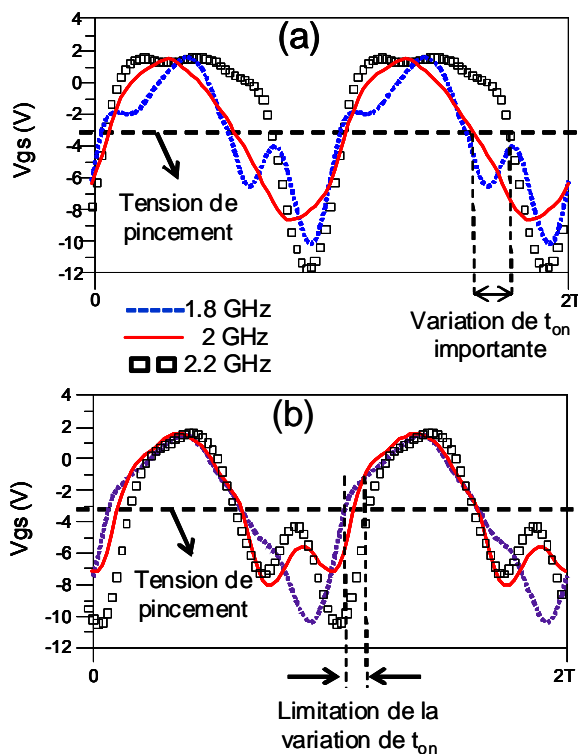 (a)
Vgs (V)
4
2
0
-2
-4
-6
-8
-10
-12
Tension de
pincement
0
2T
Variation de ton
importante
1.8 GHz
2 GHz
2.2 GHz
(b)
Vgs (V)
4
2
0
-2
-4
-6
-8
-10
-12
Tension de
pincement
0
2T
Limitation de la
variation de ton